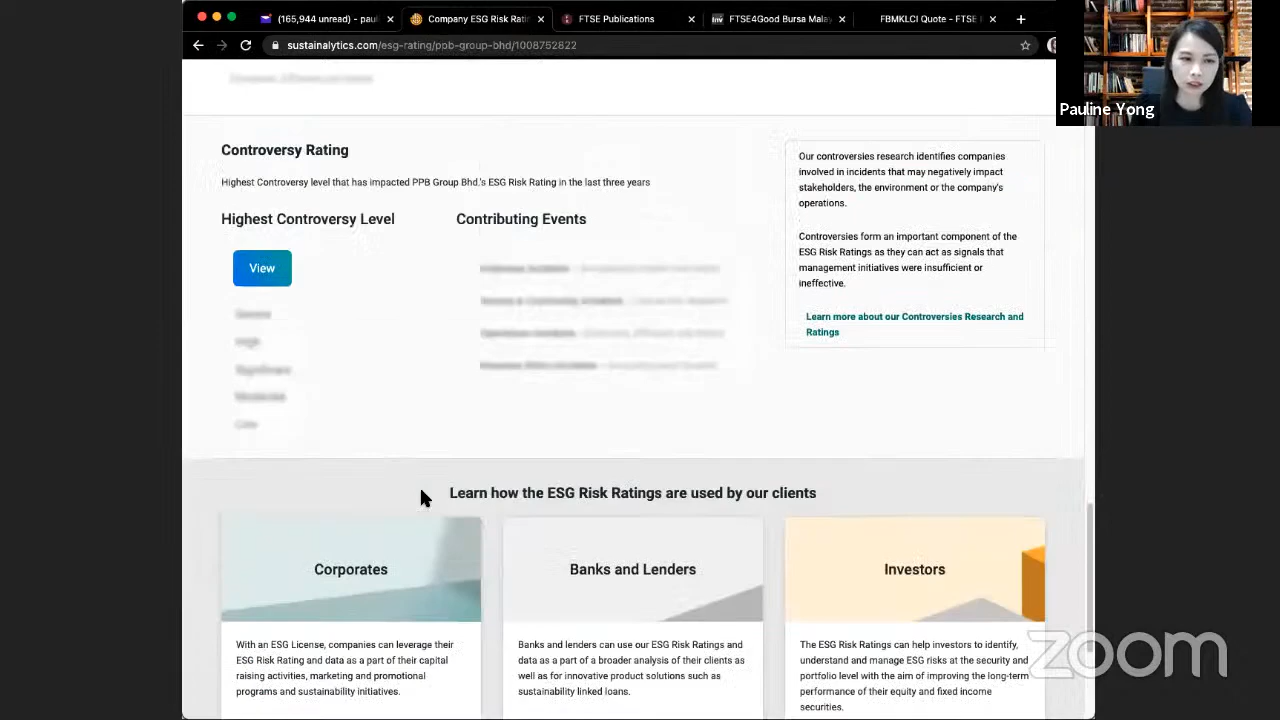 (165,944 unread) - paul
Company ESG Risk Rati
FTSE Publications
inv FTSE4Good Bursa Malay
FBMKLCI Quote - FTSE
sustainalytics.com/esg-rating/ppb-group-bhd/1008752822
Pauline Yong
Controversy Rating
Highest Controversy level that has impacted PPB Group Bhd.'s ESG Risk Rating in the last three years
Highest Controversy Level
Contributing Events
View
Our controversies research identifies companies
involved in incidents that may negatively impact
stakeholders, the environment or the company's
operations.
Controversies form an important component of the
ESG Risk Ratings as they can act as signals that
management initiatives were insufficient or
ineffective.
Learn more about our Controversies Research and
Ratings
Learn how the ESG Risk Ratings are used by our clients
Corporates
With an ESG License, companies can leverage their
ESG Risk Rating and data as a part of their capital
raising activities, marketing and promotional
programs and sustainability initiatives.
Banks and Lenders
Banks and lenders can use our ESG Risk Ratings and
data as a part of a broader analysis of their clients as
well as for innovative product solutions such as
sustainability linked loans.
Investors
The ESG Risk Ratings can help investors to identify,
understand and manage ESG risks at the security and
portfolio level with the aim of improving the long-term
performance of their equity and fixed income
securities.
zoom